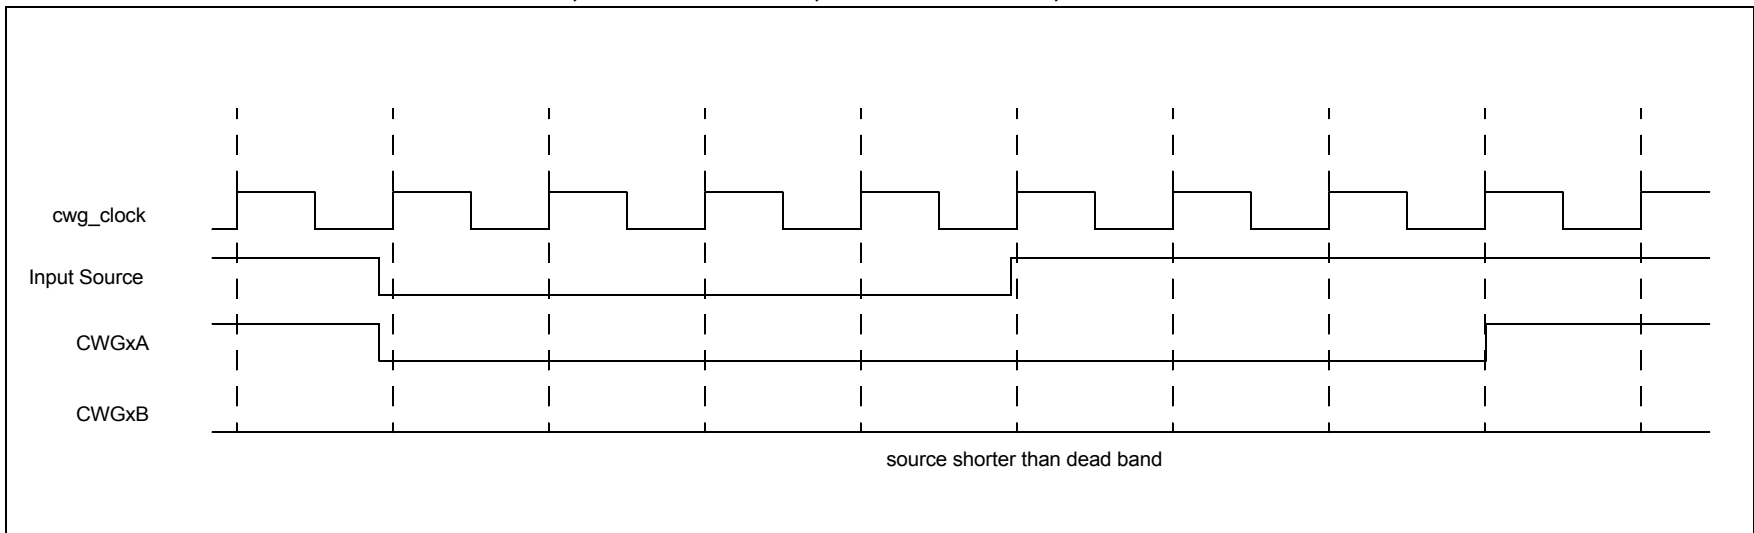 cwg_clock
Input Source
CWGxA
CWGxB
source shorter than dead band